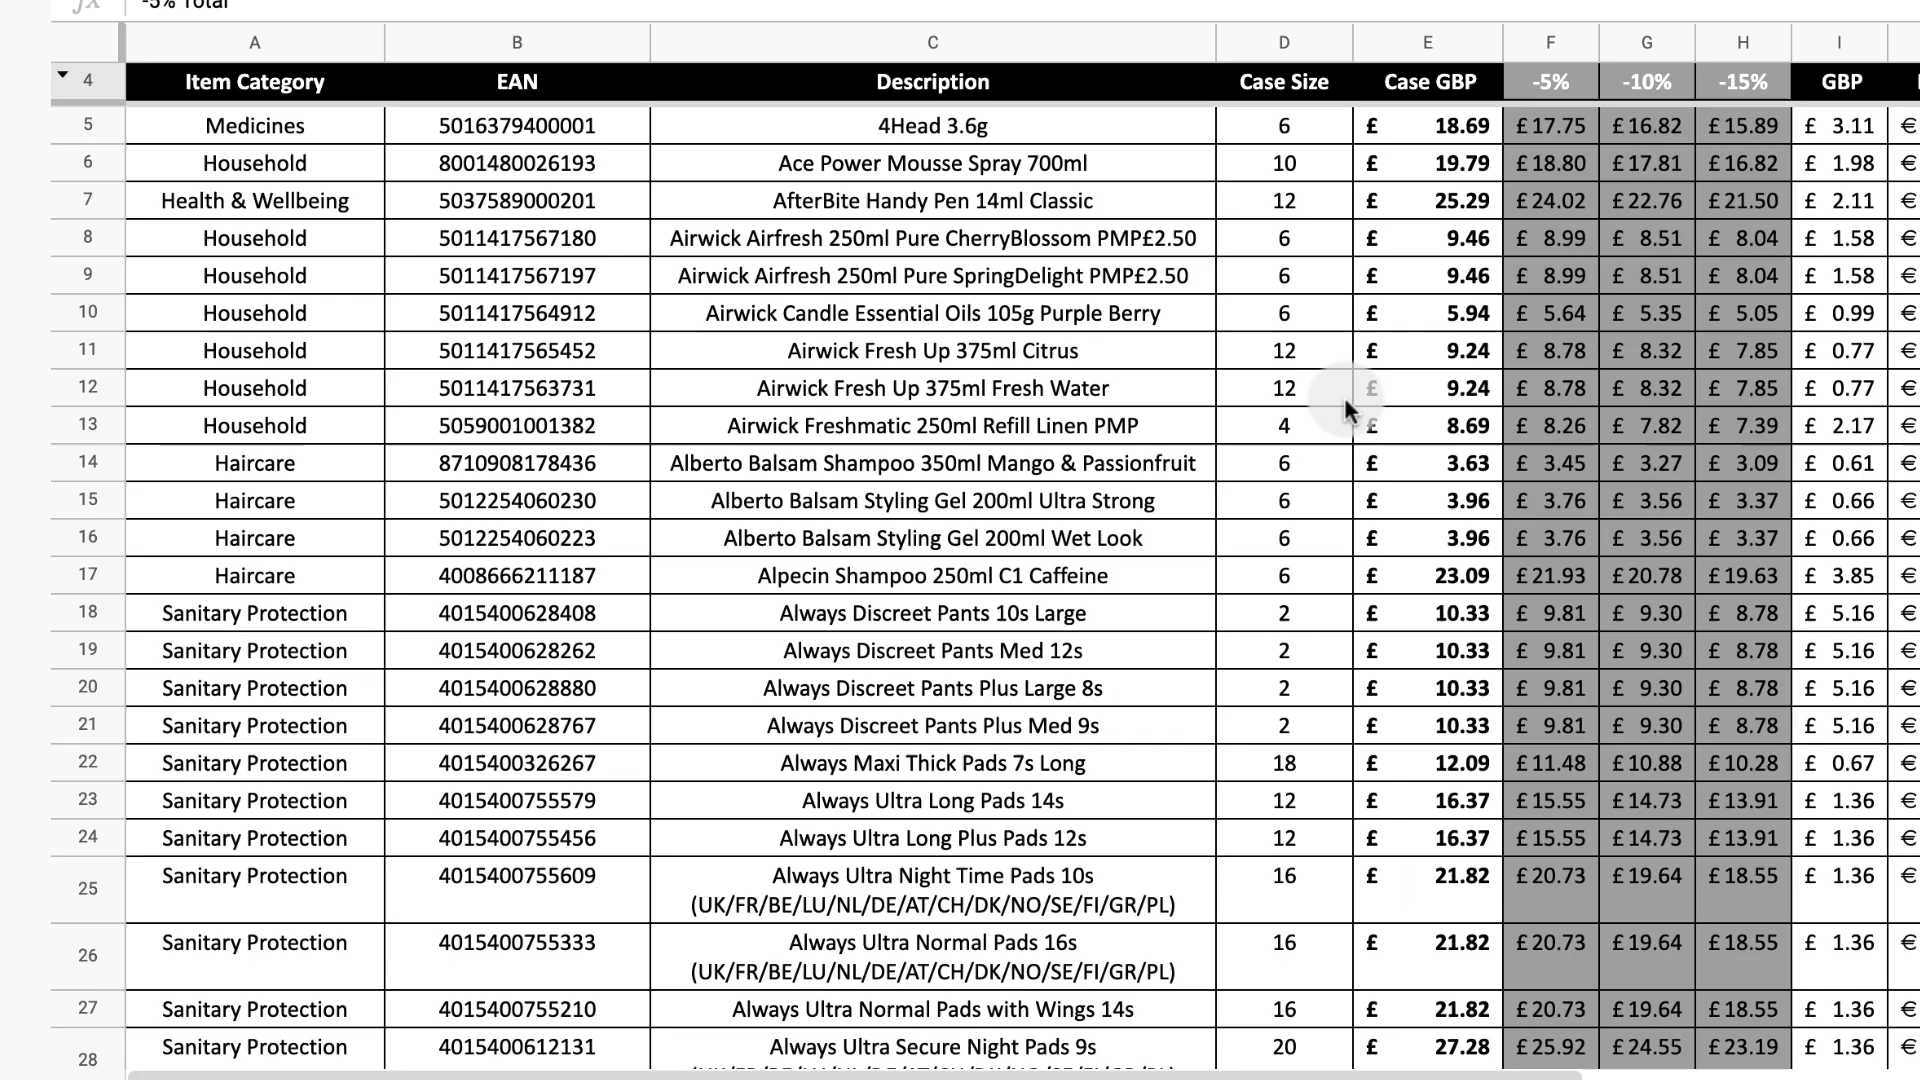 fx -5% Total
A B C D E F G H I
4 Item Category EAN Description Case Size Case GBP -5% -10% -15% GBP
5 Medicines 5016379400001 4Head 3.6g 6 £ 18.69 £17.75 £16.82 £15.89 £ 3.11 €
6 Household 8001480026193 Ace Power Mousse Spray 700ml 10 £ 19.79 £18.80 £17.81 £16.82 £ 1.98 €
7 Health & Wellbeing 5037589000201 AfterBite Handy Pen 14ml Classic 12 £ 25.29 £24.02 £22.76 £21.50 £ 2.11 €
8 Household 5011417567180 Airwick Airfresh 250ml Pure CherryBlossom PMP£2.50 6 £ 9.46 £ 8.99 £ 8.51 £ 8.04 £ 1.58 €
9 Household 5011417567197 Airwick Airfresh 250ml Pure SpringDelight PMP£2.50 6 £ 9.46 £ 8.99 £ 8.51 £ 8.04 £ 1.58 €
10 Household 5011417564912 Airwick Candle Essential Oils 105g Purple Berry 6 £ 5.94 £ 5.64 £ 5.35 £ 5.05 £ 0.99 €
11 Household 5011417565452 Airwick Fresh Up 375ml Citrus 12 £ 9.24 £ 8.78 £ 8.32 £ 7.85 £ 0.77 €
12 Household 5011417563731 Airwick Fresh Up 375ml Fresh Water 12 £ 9.24 £ 8.78 £ 8.32 £ 7.85 £ 0.77 €
13 Household 5059001001382 Airwick Freshmatic 250ml Refill Linen PMP 4 £ 8.69 £ 8.26 £ 7.82 £ 7.39 £ 2.17 €
14 Haircare 8710908178436 Alberto Balsam Shampoo 350ml Mango & Passionfruit 6 £ 3.63 £ 3.45 £ 3.27 £ 3.09 £ 0.61 €
15 Haircare 5012254060230 Alberto Balsam Styling Gel 200ml Ultra Strong 6 £ 3.96 £ 3.76 £ 3.56 £ 3.37 £ 0.66 €
16 Haircare 5012254060223 Alberto Balsam Styling Gel 200ml Wet Look 6 £ 3.96 £ 3.76 £ 3.56 £ 3.37 £ 0.66 €
17 Haircare 4008666211187 Alpecin Shampoo 250ml C1 Caffeine 6 £ 23.09 £21.93 £20.78 £19.63 £ 3.85 €
18 Sanitary Protection 4015400628408 Always Discreet Pants 10s Large 2 £ 10.33 £ 9.81 £ 9.30 £ 8.78 £ 5.16 €
19 Sanitary Protection 4015400628262 Always Discreet Pants Med 12s 2 £ 10.33 £ 9.81 £ 9.30 £ 8.78 £ 5.16 €
20 Sanitary Protection 4015400628880 Always Discreet Pants Plus Large 8s 2 £ 10.33 £ 9.81 £ 9.30 £ 8.78 £ 5.16 €
21 Sanitary Protection 4015400628767 Always Discreet Pants Plus Med 9s 2 £ 10.33 £ 9.81 £ 9.30 £ 8.78 £ 5.16 €
22 Sanitary Protection 4015400326267 Always Maxi Thick Pads 7s Long 18 £ 12.09 £11.48 £10.88 £10.28 £ 0.67 €
23 Sanitary Protection 4015400755579 Always Ultra Long Pads 14s 12 £ 16.37 £15.55 £14.73 £13.91 £ 1.36 €
24 Sanitary Protection 4015400755456 Always Ultra Long Plus Pads 12s 12 £ 16.37 £15.55 £14.73 £13.91 £ 1.36 €
25 Sanitary Protection 4015400755609 Always Ultra Night Time Pads 10s 16 £ 21.82 £20.73 £19.64 £18.55 £ 1.36 €
(UK/FR/BE/LU/NL/DE/AT/CH/DK/NO/SE/FI/GR/PL)
26 Sanitary Protection 4015400755333 Always Ultra Normal Pads 16s 16 £ 21.82 £20.73 £19.64 £18.55 £ 1.36 €
(UK/FR/BE/LU/NL/DE/AT/CH/DK/NO/SE/FI/GR/PL)
27 Sanitary Protection 4015400755210 Always Ultra Normal Pads with Wings 14s 16 £ 21.82 £20.73 £19.64 £18.55 £ 1.36 €
28 Sanitary Protection 4015400612131 Always Ultra Secure Night Pads 9s 20 £ 27.28 £25.92 £24.55 £23.19 £ 1.36 €